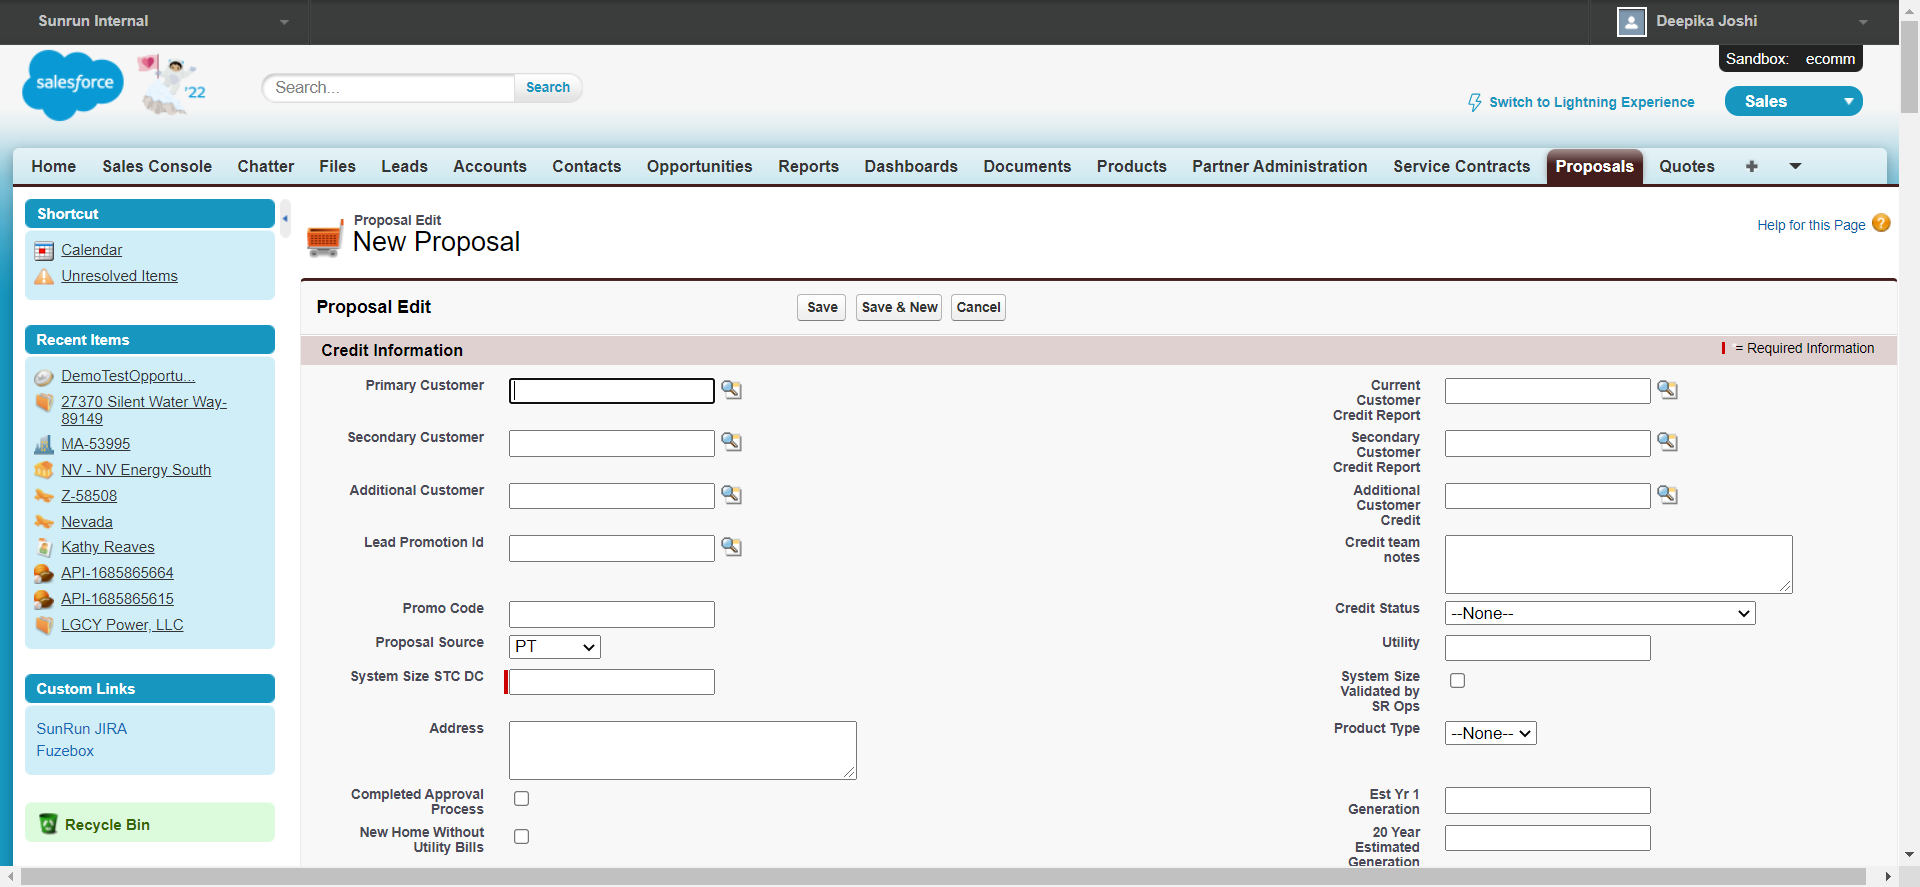 Sunrun Internal
Deepika Joshi
Sandbox: ecomm
salesforce
'22
Search...
Search
Switch to Lightning Experience
Sales
Home Sales Console Chatter Files Leads Accounts Contacts Opportunities Reports Dashboards Documents Products Partner Administration Service Contracts Proposals Quotes
Shortcut
Calendar
Unresolved Items
Recent Items
DemoTestOpportu...
27370 Silent Water Way-
89149
MA-53995
NV - NV Energy South
Z-58508
Nevada
Kathy Reaves
API-1685865664
API-1685865615
LGCY Power, LLC
Custom Links
SunRun JIRA
Fuzebox
Recycle Bin
Proposal Edit
New Proposal
Help for this Page
Proposal Edit
Save
Save & New
Cancel
Credit Information
= Required Information
Primary Customer
Current
Customer
Credit Report
Secondary Customer
Secondary
Customer
Credit Report
Additional Customer
Additional
Customer
Credit
Lead Promotion Id
Credit team
notes
Promo Code
Credit Status
--None--
Proposal Source
PT
Utility
System Size STC DC
System Size
Validated by
SR Ops
Address
Product Type
--None--
Completed Approval
Process
Est Yr 1
Generation
New Home Without
Utility Bills
20 Year
Estimated
Generation